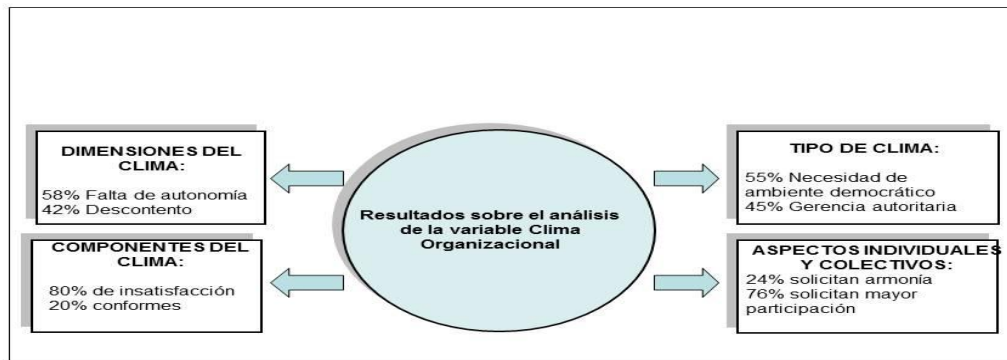 DIMENSIONES DEL
CLIMA:
58% Falta de autonomía
42% Descontento
COMPONENTES DEL
CLIMA:
80% de insatisfacción
20% conformes
Resultados sobre el análisis
de la variable Clima
Organizacional
TIPO DE CLIMA:
55% Necesidad de
ambiente democrático
45% Gerencia autoritaria
ASPECTOS INDIVIDUALES
Y COLECTIVOS:
24% solicitan armonía
76% solicitan mayor
participación